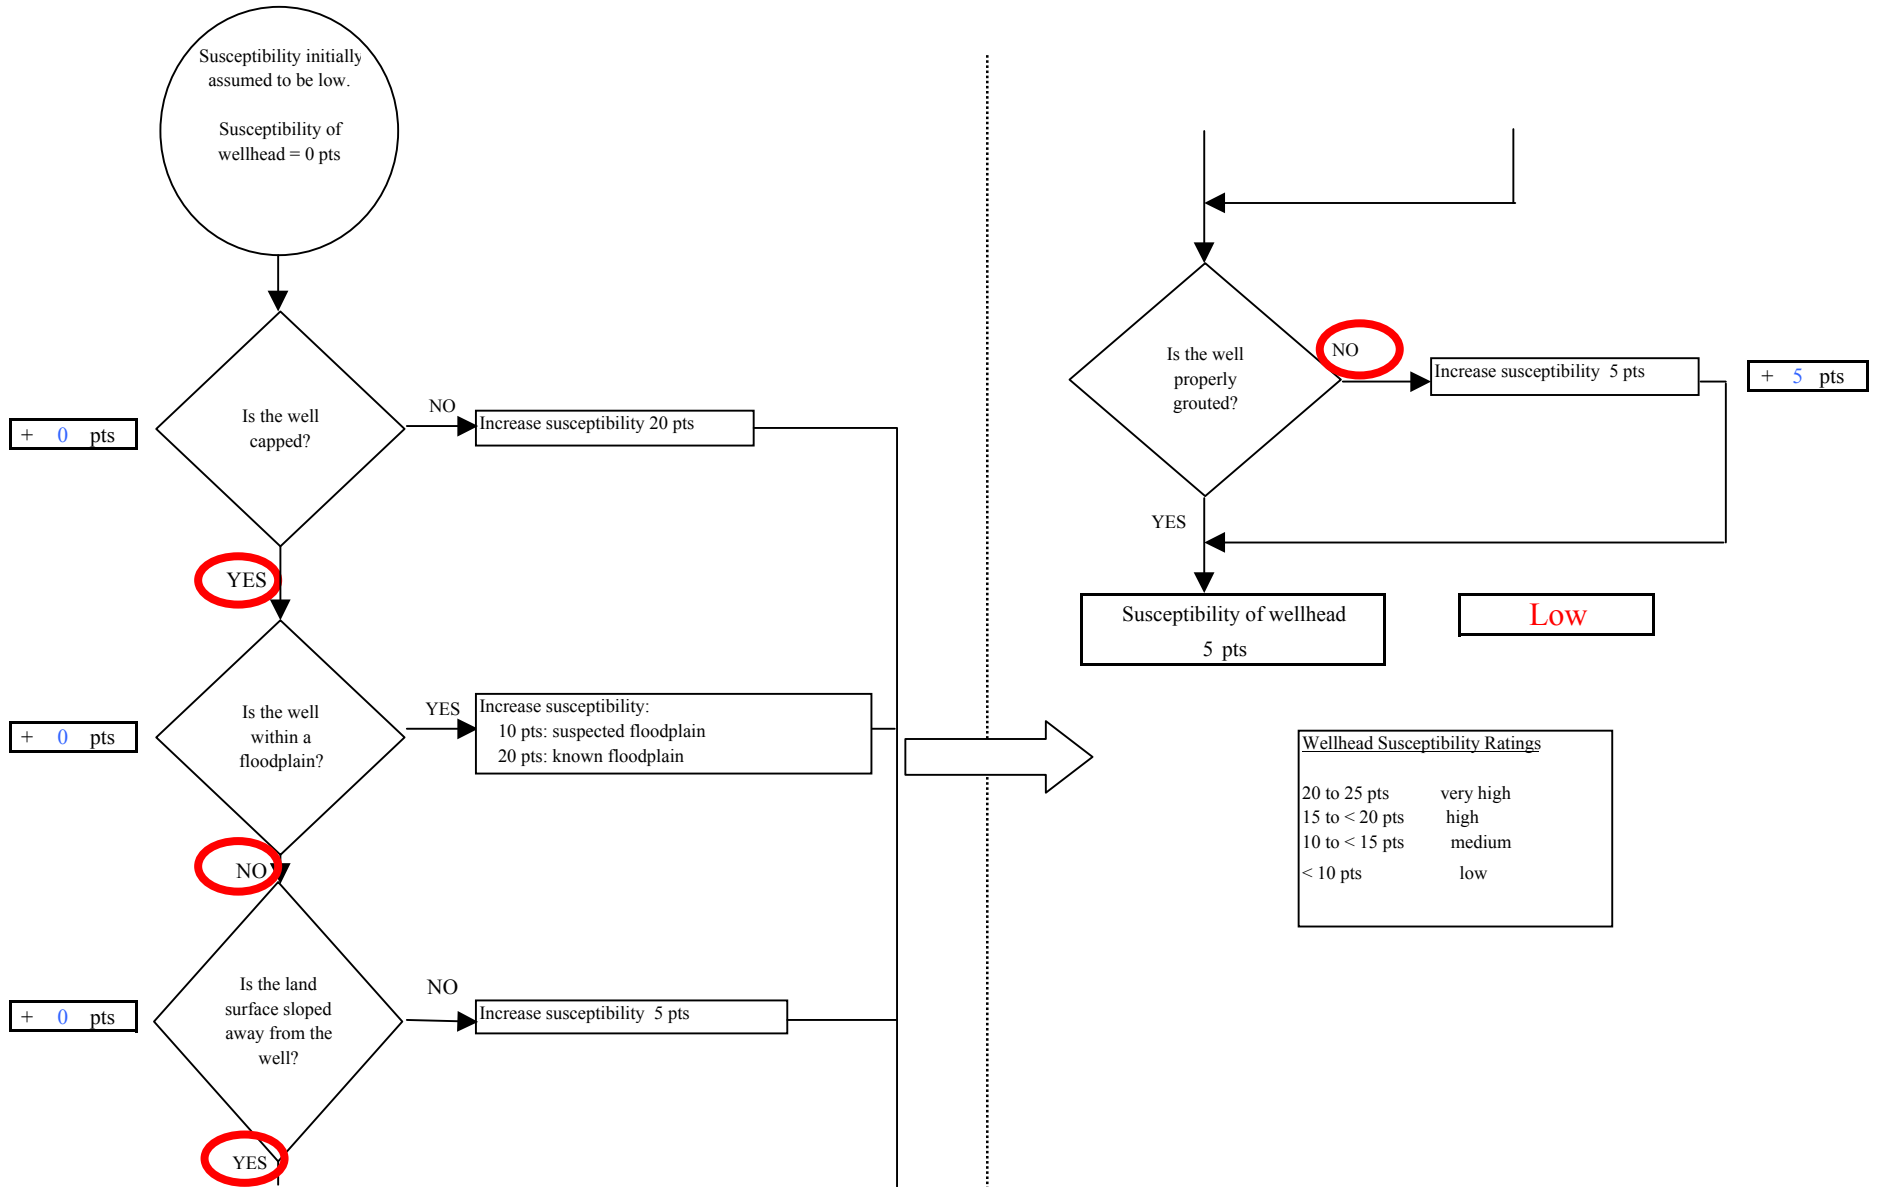 Susceptibility initially
assumed to be low.
Susceptibility of
wellhead = 0 pts
Is the well
capped?
NO
Increase susceptibility 20 pts
+ 0 pts
YES
Is the well
within a
floodplain?
YES
Increase susceptibility:
10 pts: suspected floodplain
20 pts: known floodplain
+ 0 pts
NO
Is the land
surface sloped
away from the
well?
NO
Increase susceptibility 5 pts
+ 0 pts
YES
Is the well
properly
grouted?
NO
Increase susceptibility 5 pts
+ 5 pts
YES
Susceptibility of wellhead
5 pts
Low
Wellhead Susceptibility Ratings
20 to 25 pts very high
15 to < 20 pts high
10 to < 15 pts medium
< 10 pts low